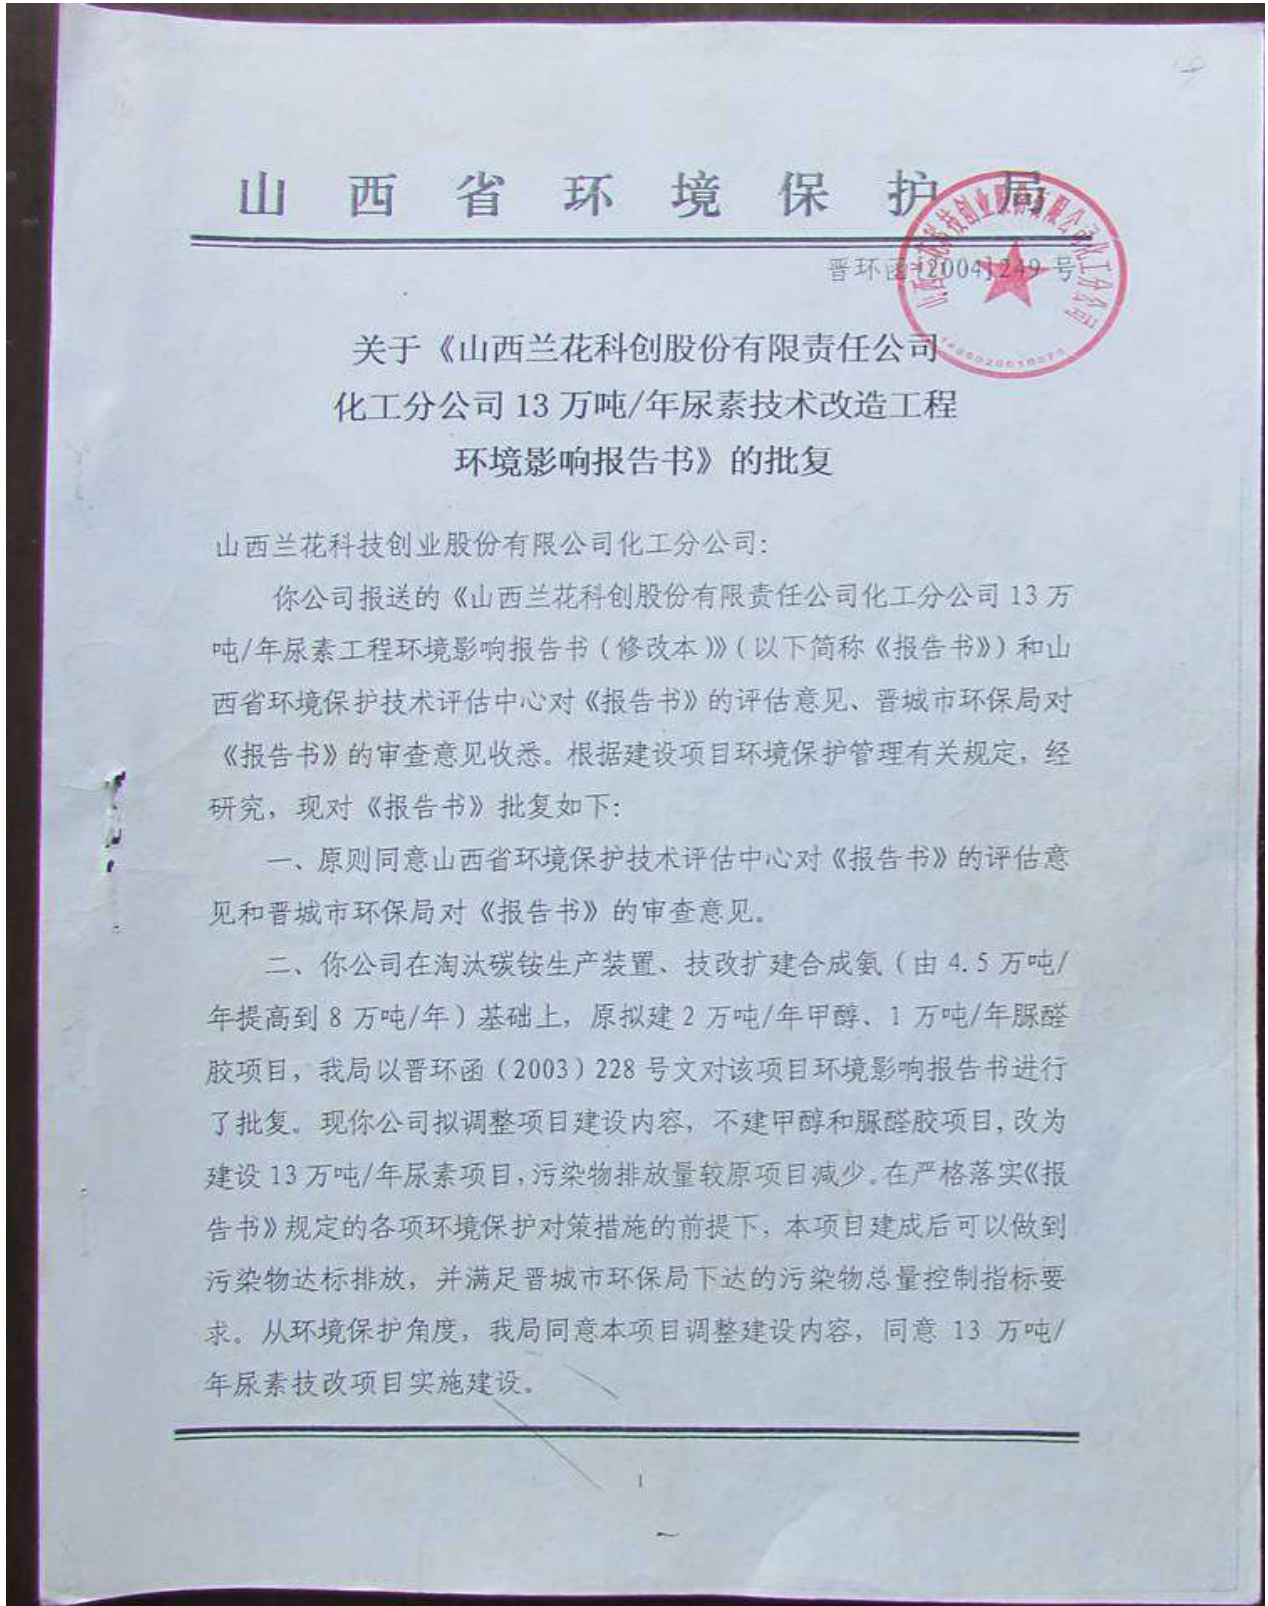 山西省环境保护局
晋环函[2004]249号
山西兰花科技创业股份有限公司化工分公司
关于《山西兰花科创股份有限责任公司
化工分公司13万吨/年尿素技术改造工程
环境影响报告书》的批复
山西兰花科技创业股份有限公司化工分公司:
你公司报送的《山西兰花科创股份有限责任公司化工分公司13万
吨/年尿素工程环境影响报告书(修改本)》(以下简称《报告书》)和山
西省环境保护技术评估中心对《报告书》的评估意见、晋城市环保局对
《报告书》的审查意见收悉。根据建设项目环境保护管理有关规定,经
研究,现对《报告书》批复如下:
一、原则同意山西省环境保护技术评估中心对《报告书》的评估意
见和晋城市环保局对《报告书》的审查意见。
二、你公司在淘汰碳铵生产装置、技改扩建合成氨(由4.5万吨/
年提高到8万吨/年)基础上,原拟建2万吨/年甲醇、1万吨/年脲醛
胶项目,我局以晋环函(2003)228号文对该项目环境影响报告书进行
了批复。现你公司拟调整项目建设内容,不建甲醇和脲醛胶项目,改为
建设13万吨/年尿素项目,污染物排放量较原项目减少。在严格落实《报
告书》规定的各项环境保护对策措施的前提下,本项目建成后可以做到
污染物达标排放,并满足晋城市环保局下达的污染物总量控制指标要
求。从环境保护角度,我局同意本项目调整建设内容,同意13万吨/
年尿素技改项目实施建设。
1